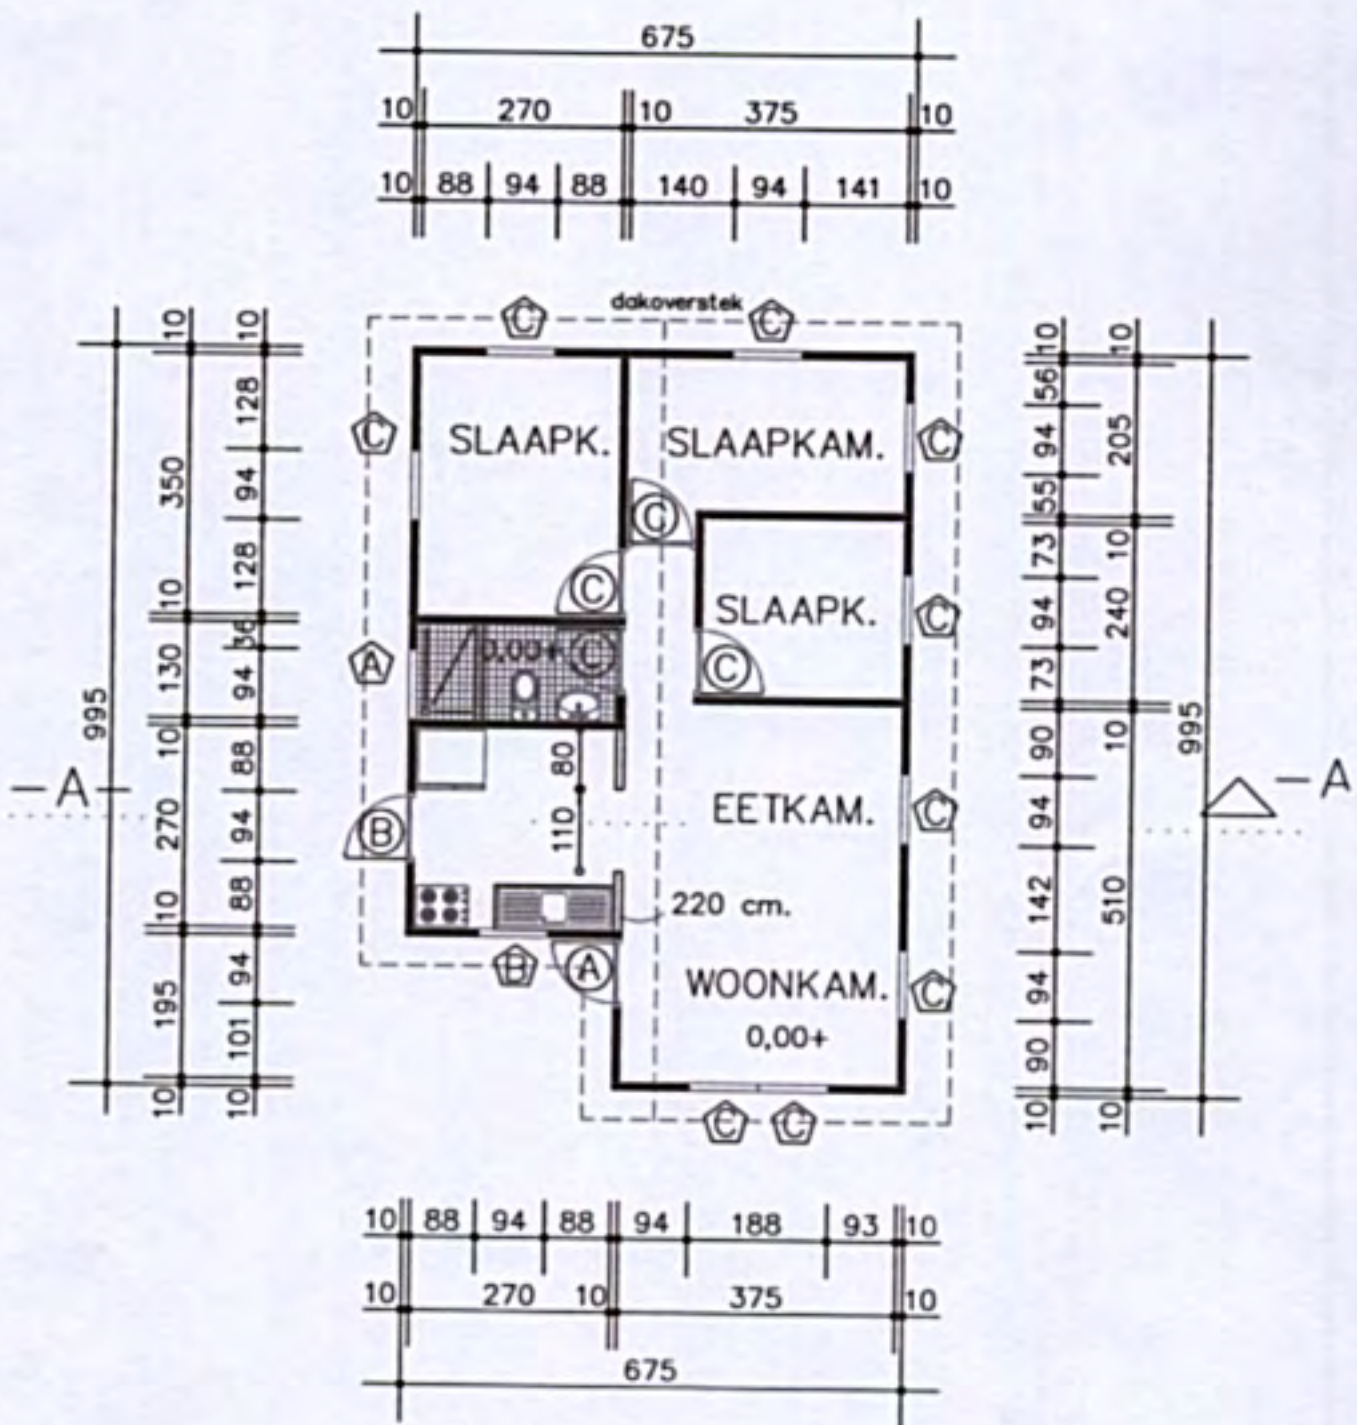 675
10 270 10 375 10
10 88 94 88 140 94 141 10
dakoverstek
C C
10 10 10 10
128 56
C SLAAPK. SLAAPKAM. C
350 94 94 205
C
55
128 73 10
10 C
36 SLAAPK. C 94 240
A 0,00+ C C
130 94 73
995 10 10 995
88 80 90
-A EETKAM. C -A
B 110
270 94 94
10 88 220 cm. 142 510
B A
195 94 WOONKAM. C 94
101 0,00+ 90
10 10 10 10
C C
10 88 94 88 94 188 93 10
10 270 10 375 10
675